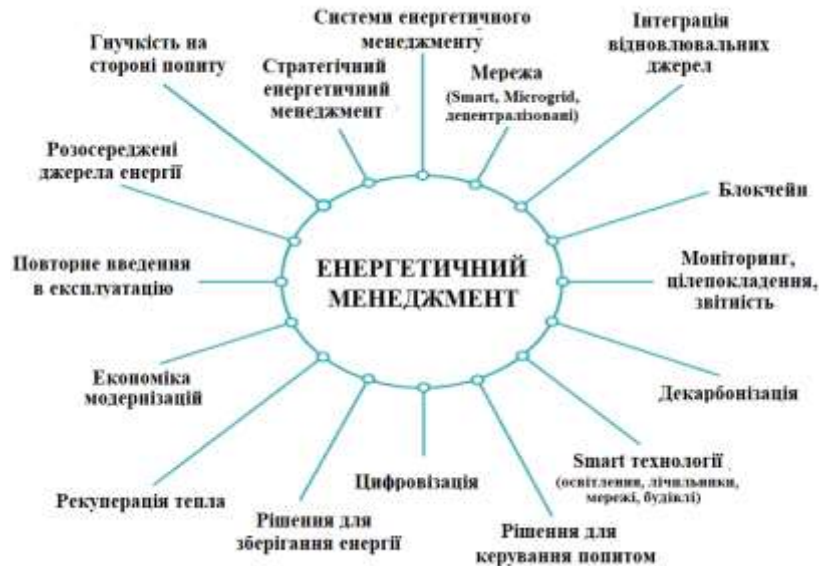 Системи енергетичного
менеджменту
Мережа
(Smart, Microgrid,
децентралізовані)
Інтеграція
відновлювальних
джерел
Блокчейн
Моніторинг,
цілепокладення,
звітність
Декарбонізація
Smart технології
(освітлення, лічильники,
мережі, будівлі)
Рішення для
керування попитом
Цифровізація
Рішення для
зберігання енергії
Рекуперація тепла
Економіка
модернізацій
Повторне введення
в експлуатацію
Розосереджені
джерела енергії
Гнучкість на
стороні попиту
Стратегічний
енергетичний
менеджмент
ЕНЕРГЕТИЧНИЙ
МЕНЕДЖМЕНТ